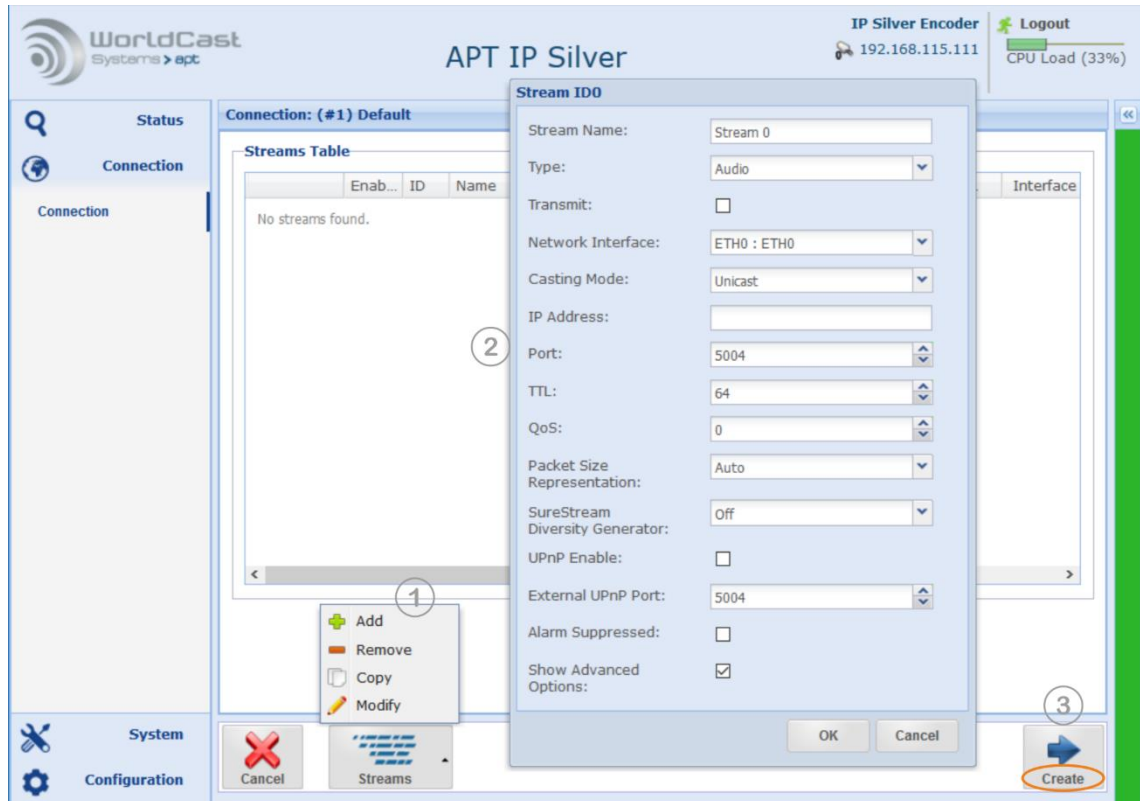 WorldCast
Systems > apt
APT IP Silver
IP Silver Encoder
192.168.115.111
Logout
CPU Load (33%)
Status
Connection
Connection
System
Configuration
Connection: (#1) Default
Streams Table
Enab... ID Name Interface
No streams found.
Stream ID0
Stream Name: Stream 0
Type: Audio
Transmit:
Network Interface: ETH0 : ETH0
Casting Mode: Unicast
IP Address:
2
Port: 5004
TTL: 64
QoS: 0
Packet Size
Representation: Auto
SureStream
Diversity Generator: Off
UPnP Enable:
External UPnP Port: 5004
Alarm Suppressed:
Show Advanced
Options:
OK Cancel
1
Add
Remove
Copy
Modify
Cancel
Streams
3
Create